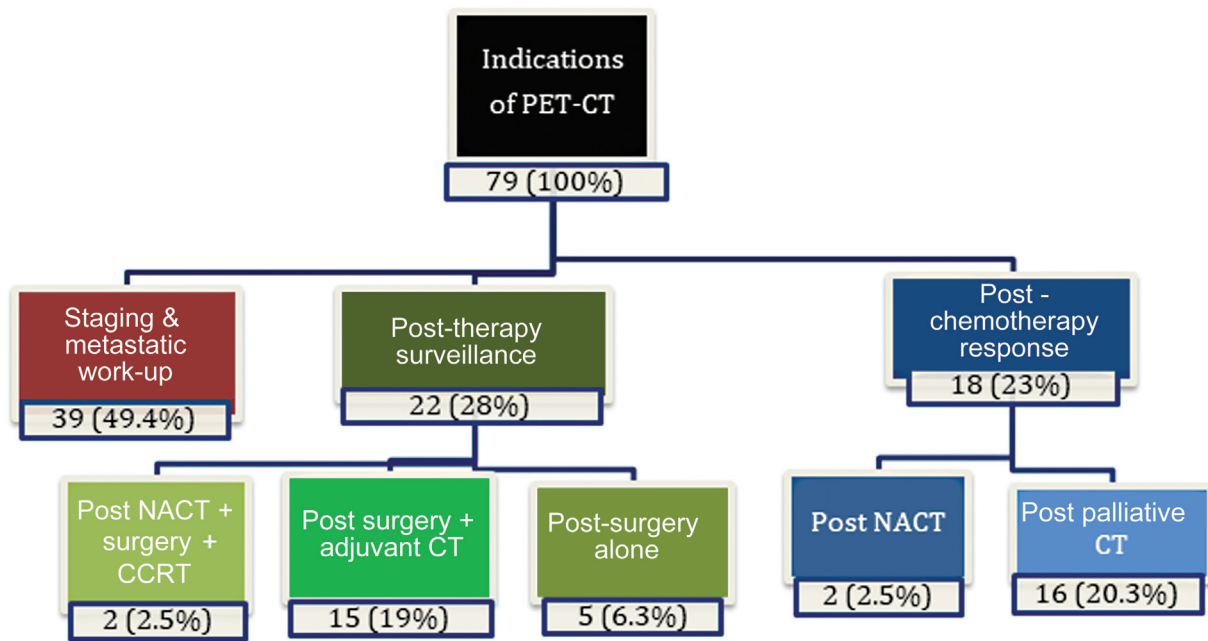 Indications
of PET-CT
79 (100%)
Staging &
metastatic
work-up
39 (49.4%)
Post-therapy
surveillance
22 (28%)
Post -
chemotherapy
response
18 (23%)
Post NACT +
surgery +
CCRT
2 (2.5%)
Post surgery +
adjuvant CT
15 (19%)
Post-surgery
alone
5 (6.3%)
Post NACT
2 (2.5%)
Post palliative
CT
16 (20.3%)